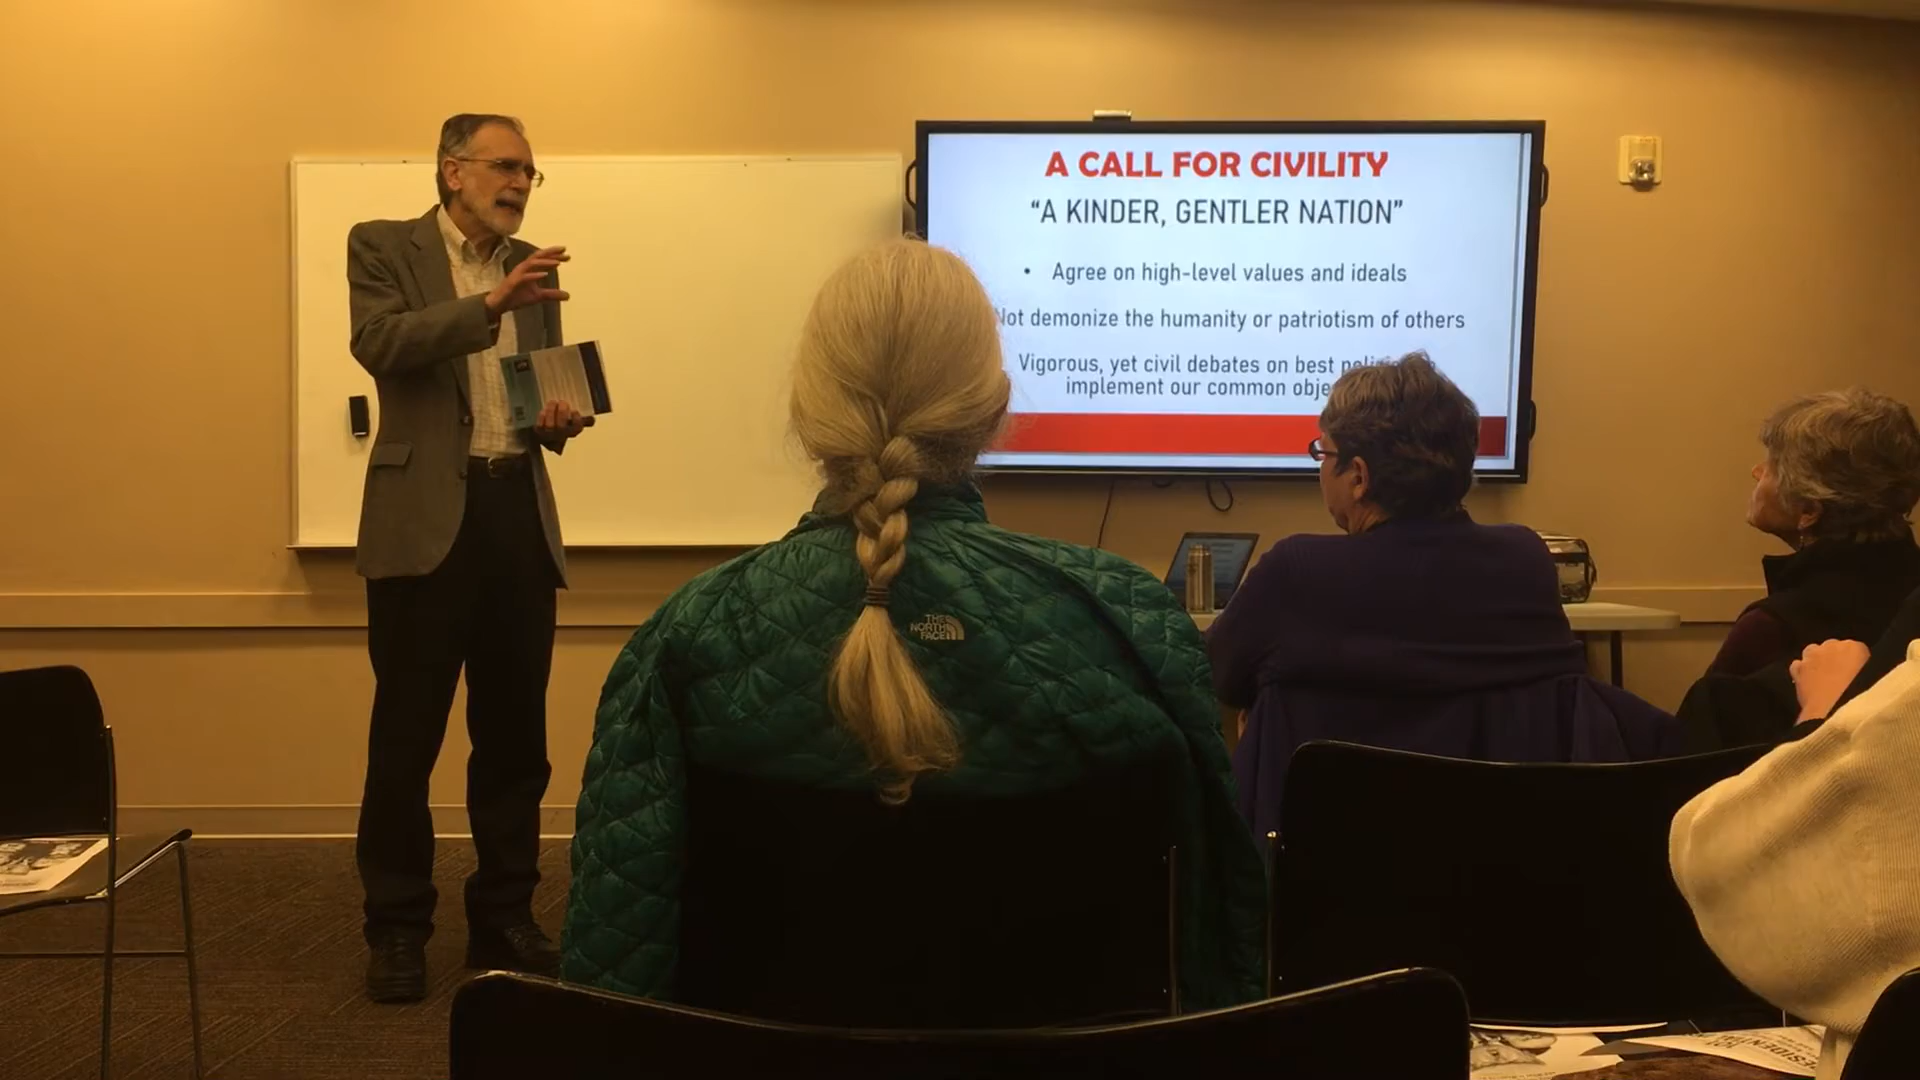 A CALL FOR CIVILITY
"A KINDER, GENTLER NATION"
• Agree on high-level values and ideals
Not demonize the humanity or patriotism of others
Vigorous, yet civil debates on best
implement our common
THE
NORTH
FACE